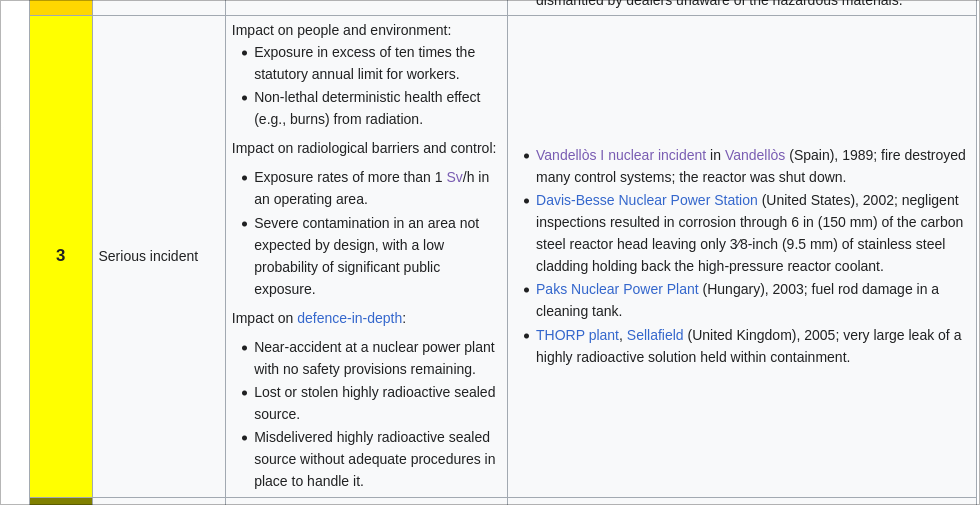 dismantled by dealers unaware of the hazardous materials.
3
Serious incident
Impact on people and environment:
Exposure in excess of ten times the
statutory annual limit for workers.
Non-lethal deterministic health effect
(e.g., burns) from radiation.
Impact on radiological barriers and control:
Exposure rates of more than 1 Sv/h in
an operating area.
Severe contamination in an area not
expected by design, with a low
probability of significant public
exposure.
Impact on defence-in-depth:
Near-accident at a nuclear power plant
with no safety provisions remaining.
Lost or stolen highly radioactive sealed
source.
Misdelivered highly radioactive sealed
source without adequate procedures in
place to handle it.
Vandellòs I nuclear incident in Vandellòs (Spain), 1989; fire destroyed
many control systems; the reactor was shut down.
Davis-Besse Nuclear Power Station (United States), 2002; negligent
inspections resulted in corrosion through 6 in (150 mm) of the carbon
steel reactor head leaving only 3⁄8-inch (9.5 mm) of stainless steel
cladding holding back the high-pressure reactor coolant.
Paks Nuclear Power Plant (Hungary), 2003; fuel rod damage in a
cleaning tank.
THORP plant, Sellafield (United Kingdom), 2005; very large leak of a
highly radioactive solution held within containment.